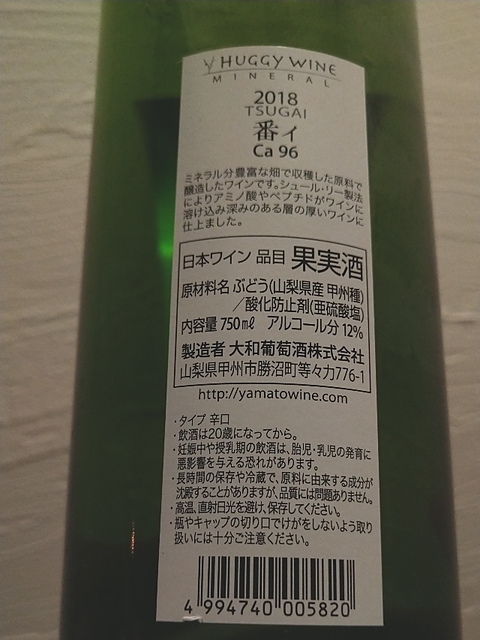 HUGGY WINE
MINERAL
2018
TSUGAI
番イ
Ca 96
ミネラル分豊富な畑で収穫した原料で
醸造したワインです。シュール・リー製法
によりアミノ酸やペプチドがワインに
溶け込み深みのある層の厚いワインに
仕上ました。
日本ワイン 品目 果実酒
原材料名 ぶどう(山梨県産 甲州種)
/酸化防止剤(亜硫酸塩)
内容量 750㎖ アルコール分 12%
製造者 大和葡萄酒株式会社
山梨県甲州市勝沼町等々力776-1
http://yamatowine.com
・タイプ 辛口
・飲酒は20歳になってから。
・妊娠中や授乳期の飲酒は、胎児・乳児の発育に
悪影響を与える恐れがあります。
・長時間の保存や冷蔵で、原料に由来する成分が
沈殿することがありますが、品質には問題ありません。
・高温、直射日光を避け、保存してください。
・瓶やキャップの切り口でけがをしないよう取り
扱いには十分ご注意ください。
4 994740 005820